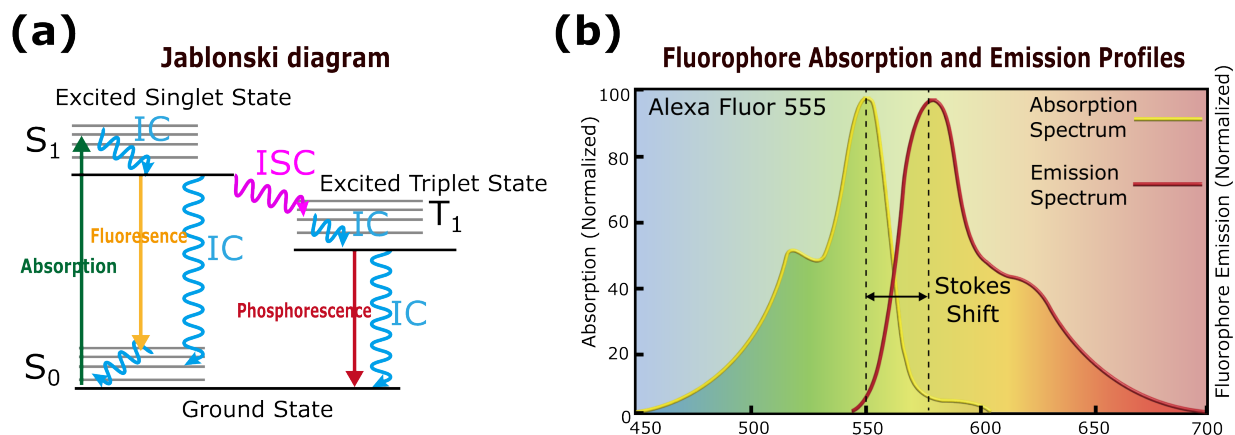 (a)
Jablonski diagram
Excited Singlet State
S1
IC
ISC
Excited Triplet State
T1
IC
Fluoresence
IC
Absorption
Phosphorescence
IC
S0
Ground State
(b)
Fluorophore Absorption and Emission Profiles
Alexa Fluor 555
Absorption
Spectrum
Emission
Spectrum
Stokes
Shift
Absorption (Normalized)
Fluorophore Emission (Normalized)
100
80
60
40
20
0
450 500 550 600 650 700